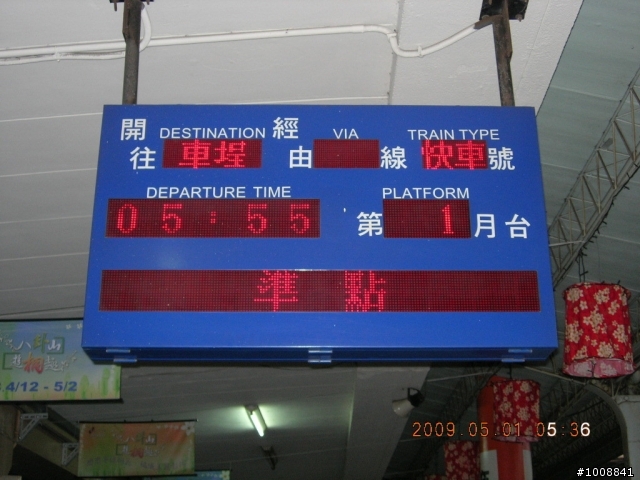 開 DESTINATION 經 VIA TRAIN TYPE
往 車埕 由 線 快車 號
DEPARTURE TIME PLATFORM
05:55 第 1 月台
準點
4/12 - 5/2
2009.05.01 05:36
#1008841